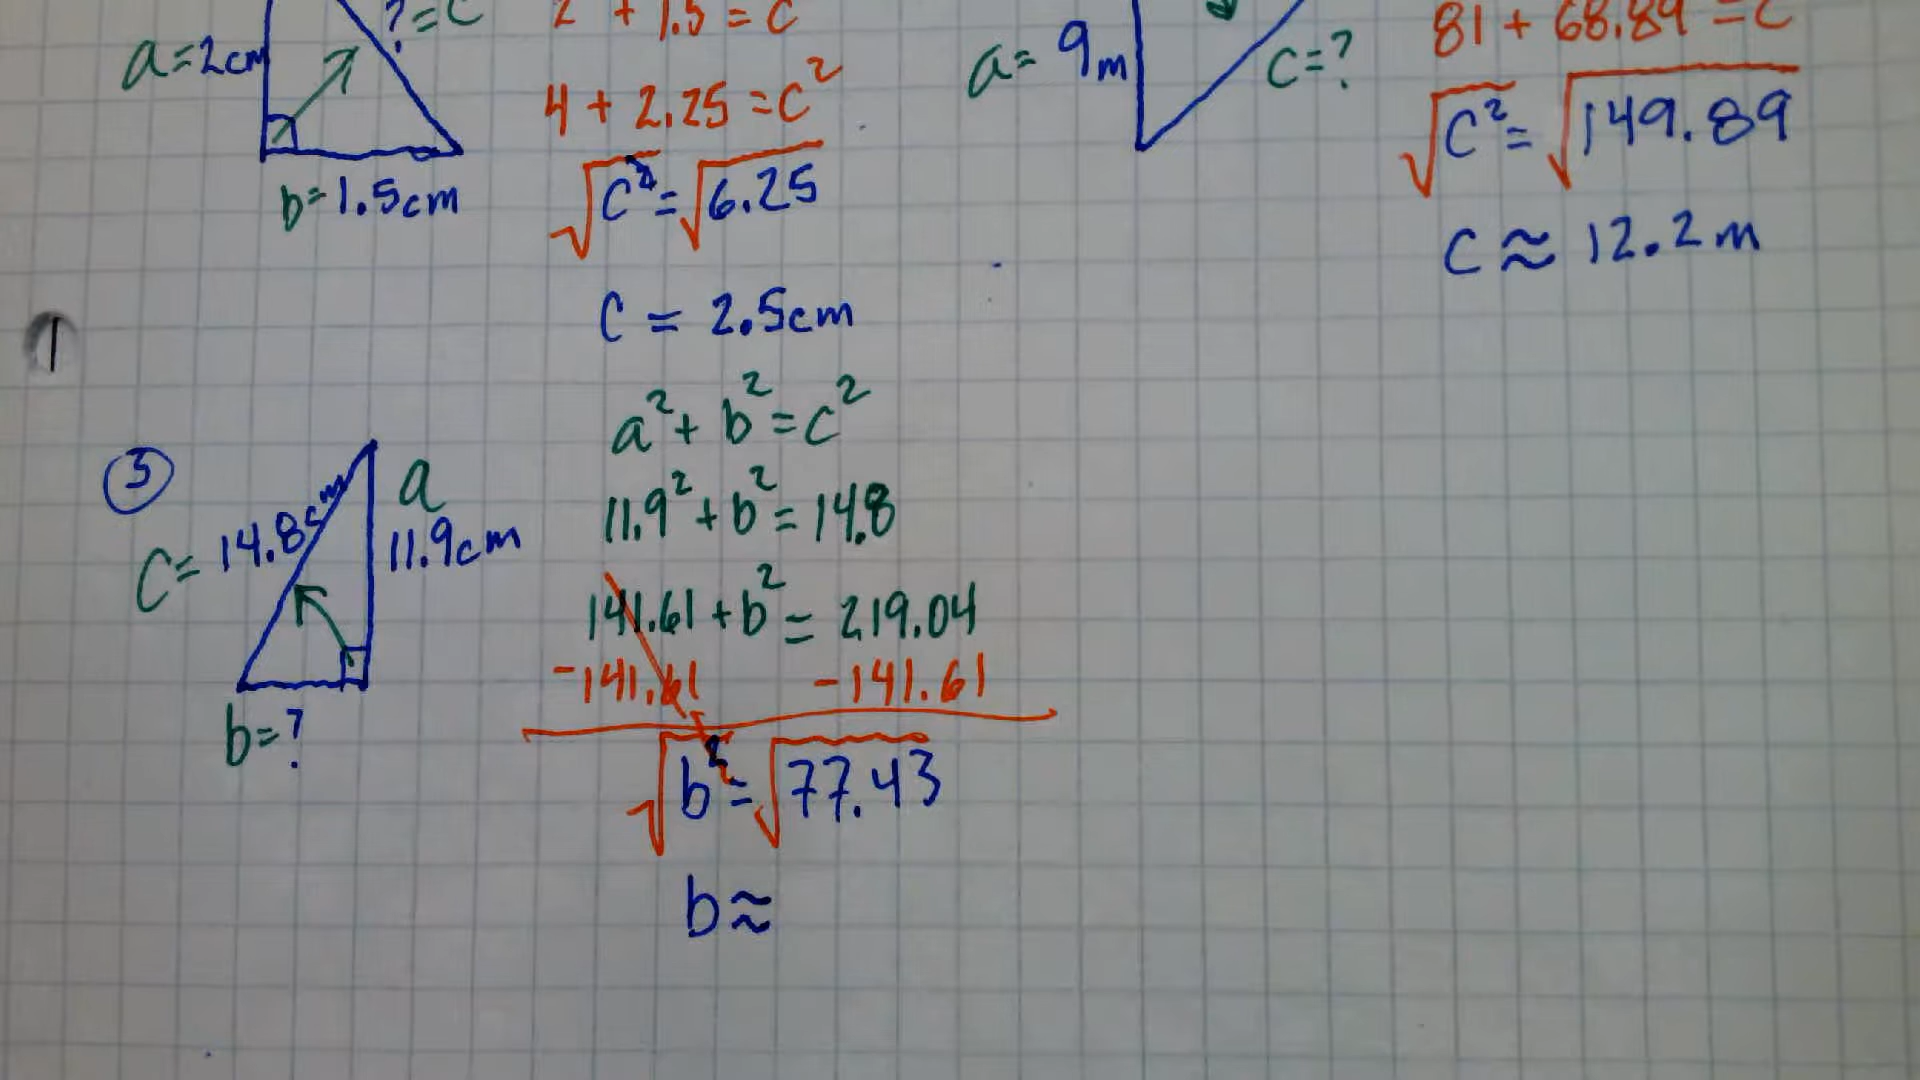 ? = c
2 + 1.5 = c
a = 2cm
4 + 2.25 = c²
√c² = √6.25
b = 1.5cm
c = 2.5cm
a = 9m
c = ?
81 + 68.89 = c
√c² = √149.89
c ≈ 12.2m
3
c = 14.8cm
a
11.9cm
b = ?
a² + b² = c²
11.9² + b² = 14.8
141.61 + b² = 219.04
-141.61 -141.61
√b² = √77.43
b ≈